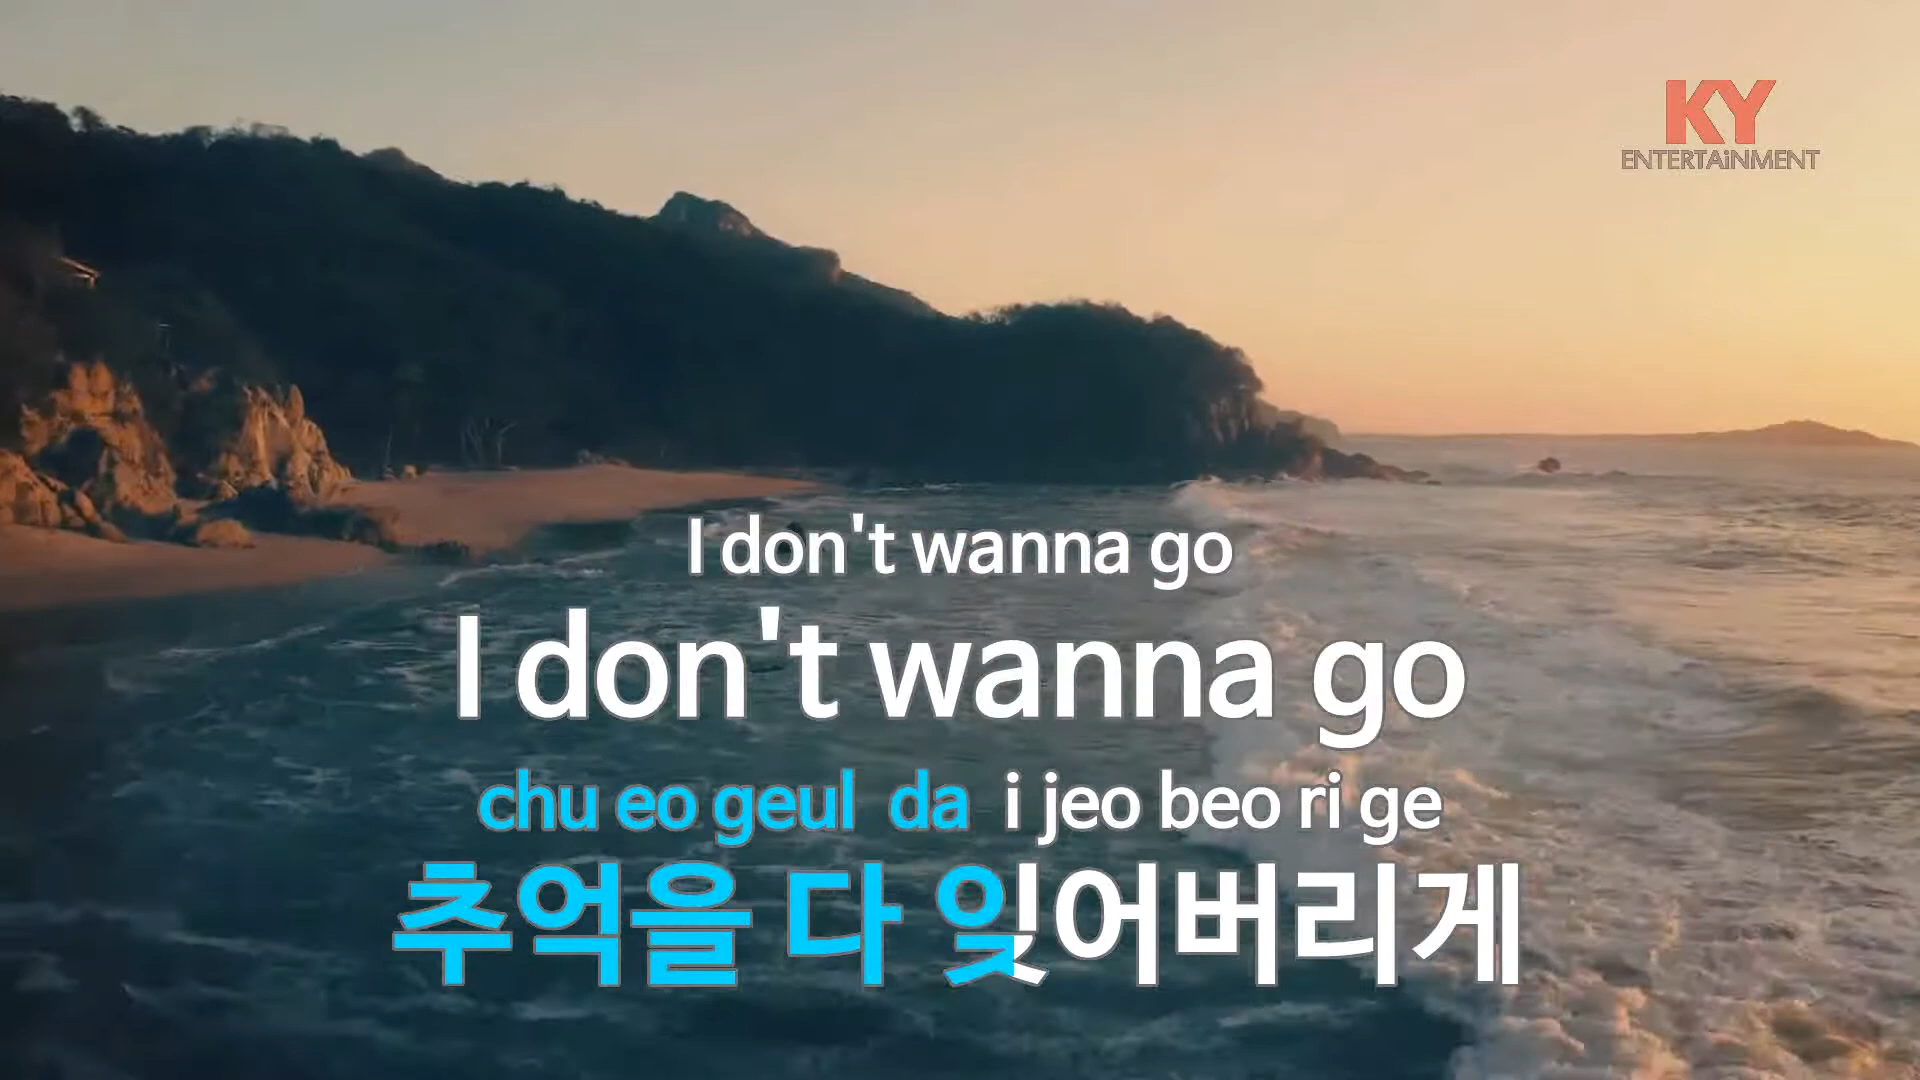 KY
ENTERTAiNMENT
I don't wanna go
I don't wanna go
chu eo geul da i jeo beo ri ge
추억을 다 잊어버리게